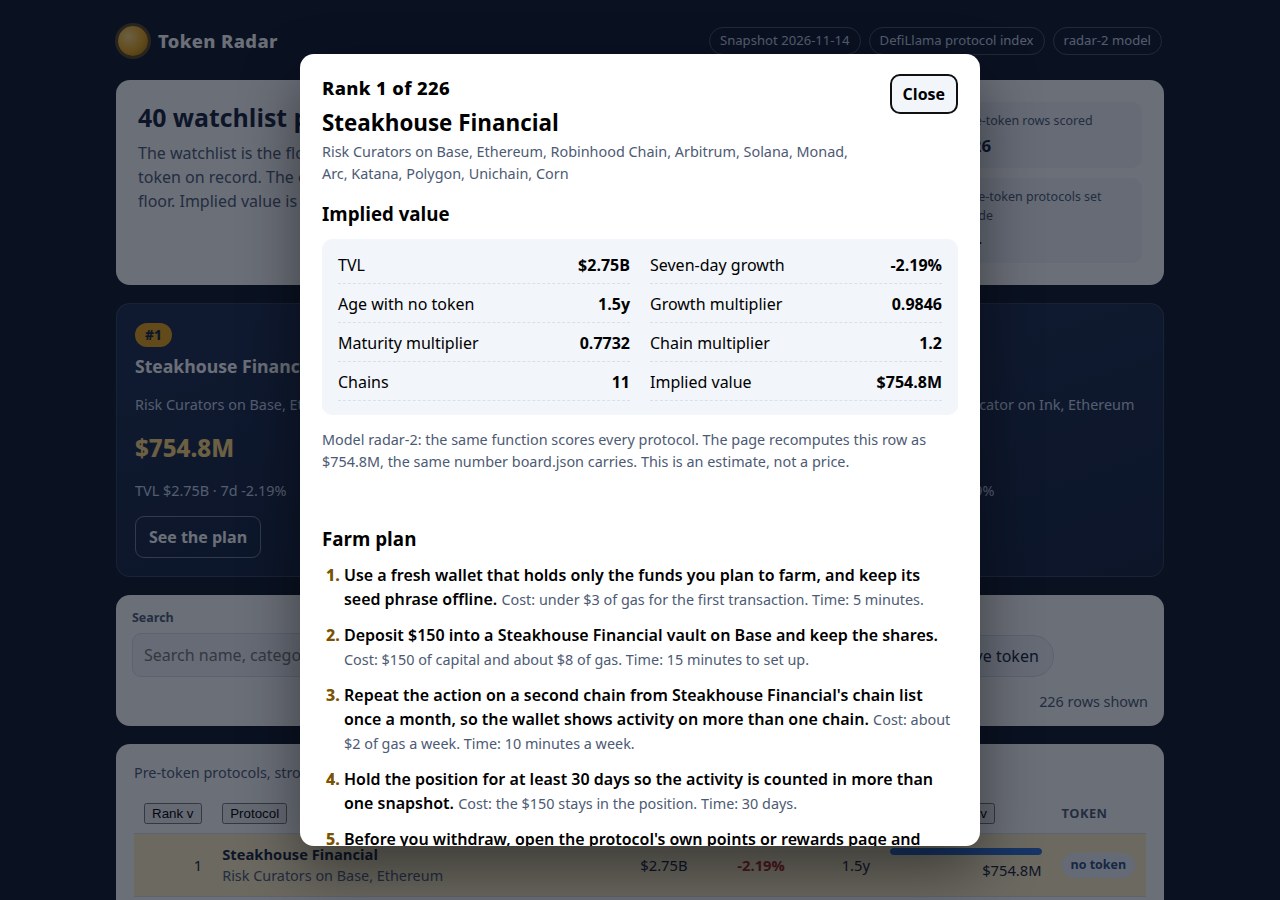 Token Radar
Snapshot 2026-11-14
DefiLlama protocol index
radar-2 model
Rank 1 of 226
Close
Steakhouse Financial
Risk Curators on Base, Ethereum, Robinhood Chain, Arbitrum, Solana, Monad,
Arc, Katana, Polygon, Unichain, Corn
Implied value
TVL $2.75B
Seven-day growth -2.19%
Age with no token 1.5y
Growth multiplier 0.9846
Maturity multiplier 0.7732
Chain multiplier 1.2
Chains 11
Implied value $754.8M
Model radar-2: the same function scores every protocol. The page recomputes this row as
$754.8M, the same number board.json carries. This is an estimate, not a price.
Farm plan
1. Use a fresh wallet that holds only the funds you plan to farm, and keep its
seed phrase offline. Cost: under $3 of gas for the first transaction. Time: 5 minutes.
2. Deposit $150 into a Steakhouse Financial vault on Base and keep the shares.
Cost: $150 of capital and about $8 of gas. Time: 15 minutes to set up.
3. Repeat the action on a second chain from Steakhouse Financial's chain list
once a month, so the wallet shows activity on more than one chain. Cost: about
$2 of gas a week. Time: 10 minutes a week.
4. Hold the position for at least 30 days so the activity is counted in more than
one snapshot. Cost: the $150 stays in the position. Time: 30 days.
5. Before you withdraw, open the protocol's own points or rewards page and
40 watchlist
The watchlist is the
token on record. The
floor. Implied value is
-token rows scored
-token protocols set
#1
Steakhouse
Risk Curators on Base,
$754.8M
TVL $2.75B · 7d -2.19%
See the plan
on Ink, Ethereum
Search
Search name,
token
226 rows shown
Pre-token protocols,
Rank v
Protocol
v
TOKEN
1
Steakhouse Financial
Risk Curators on Base, Ethereum
$2.75B
-2.19%
1.5y
$754.8M
no token